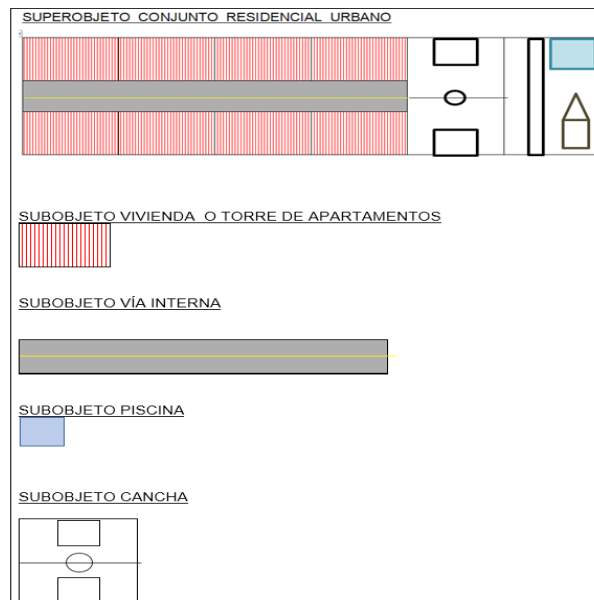 SUPEROBJETO CONJUNTO RESIDENCIAL URBANO
SUBOBJETO VIVIENDA O TORRE DE APARTAMENTOS
SUBOBJETO VÍA INTERNA
SUBOBJETO PISCINA
SUBOBJETO CANCHA